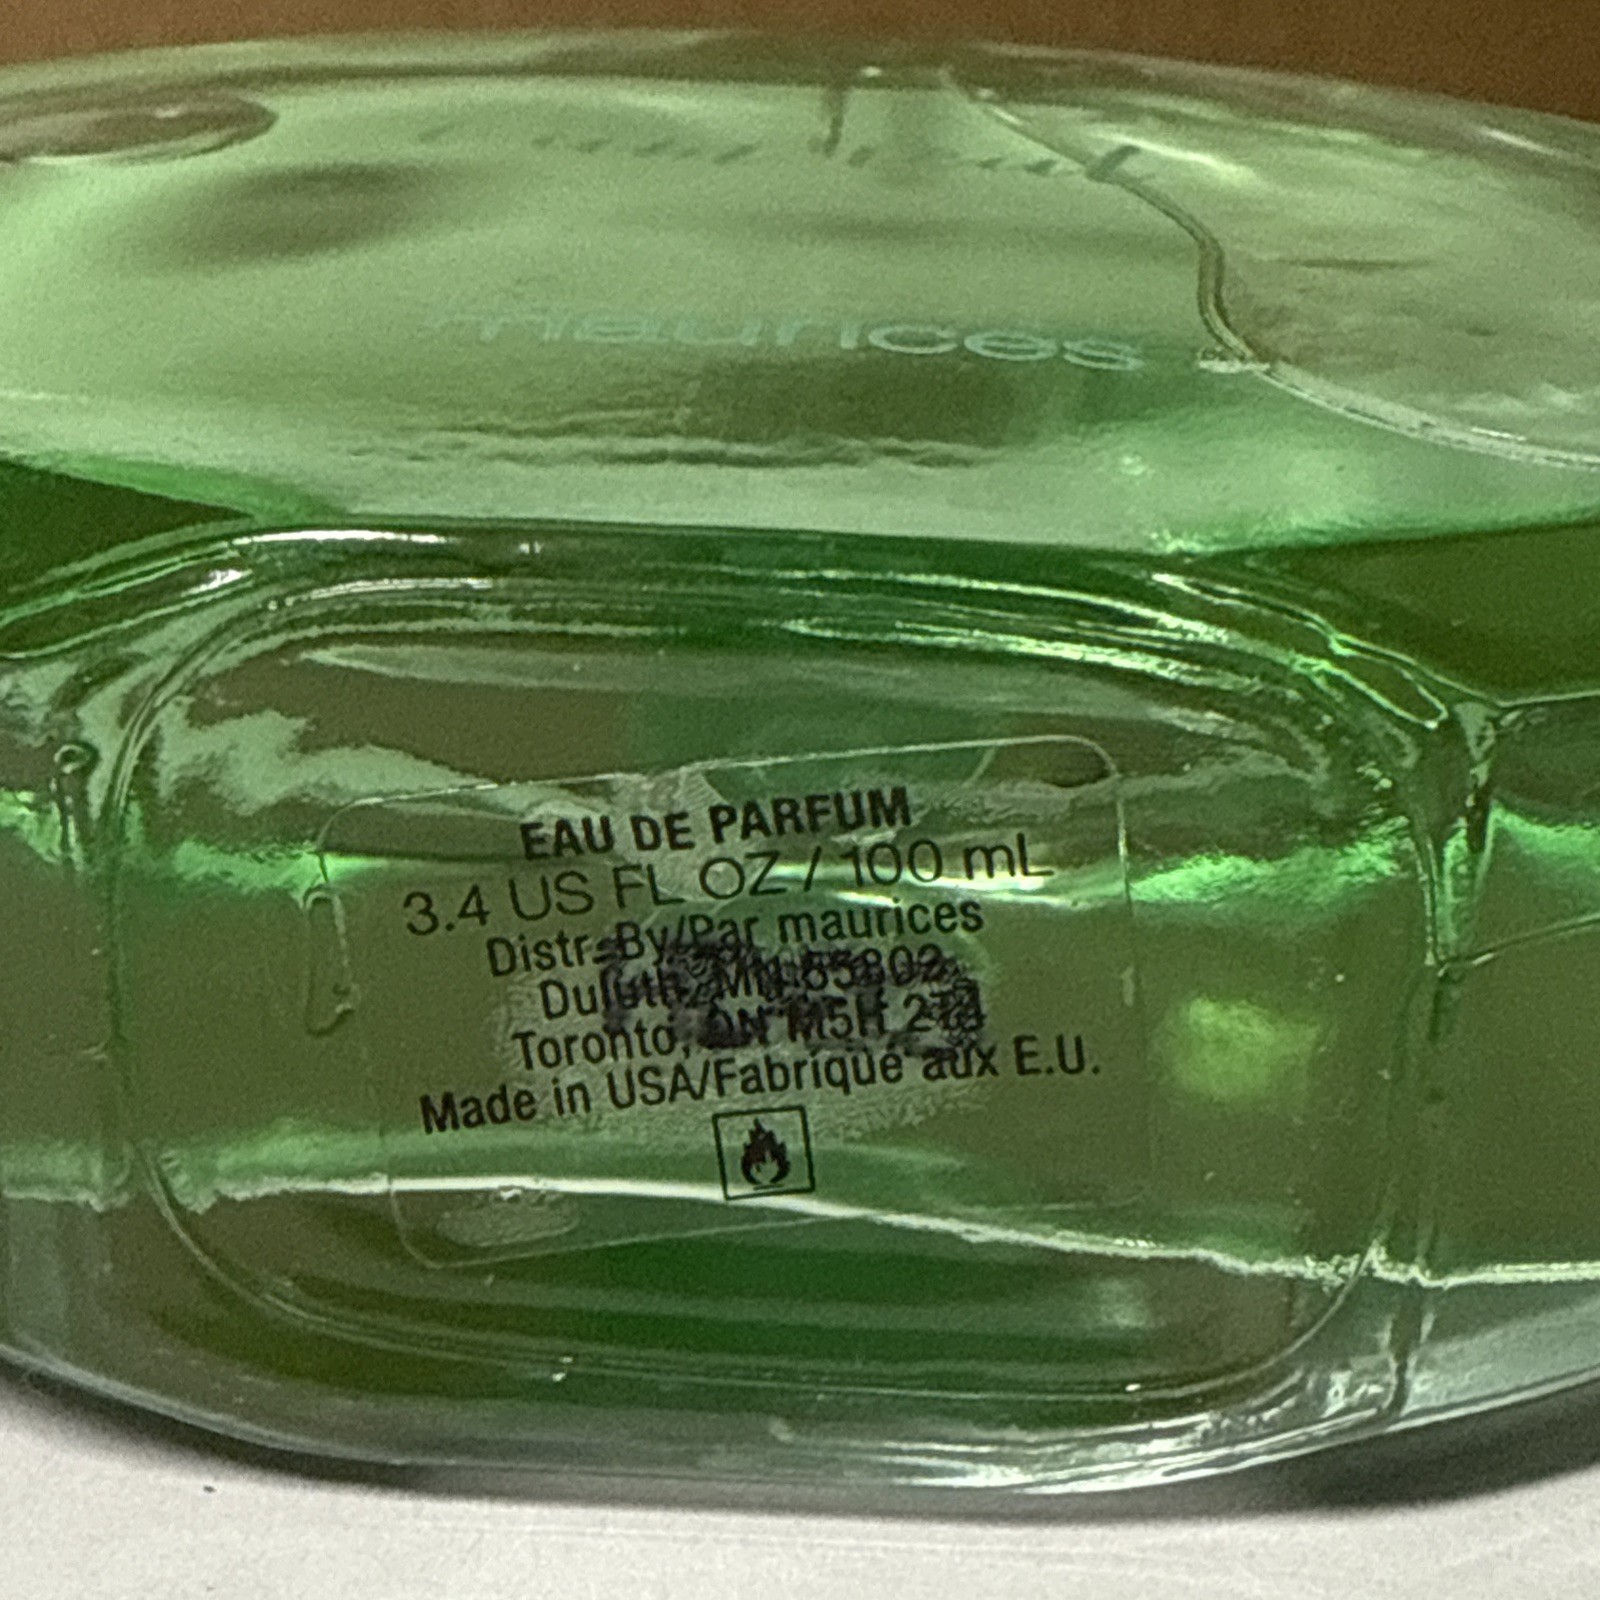 maurices
EAU DE PARFUM
3.4 US FL OZ / 100 mL
Distr. By/Par maurices
Duluth, MN 55802
Toronto, ON M5H 2T4
Made in USA/Fabriqué aux E.U.